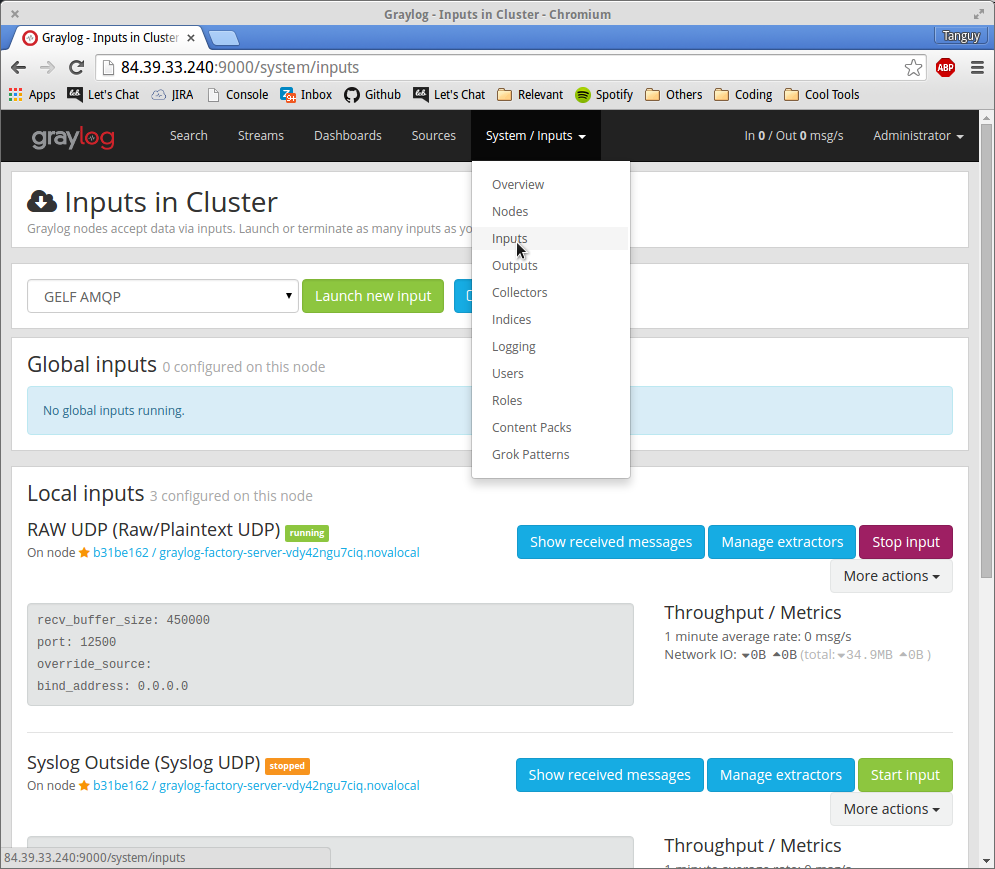 Graylog - Inputs in Cluster - Chromium
Graylog - Inputs in Cluster
Tanguy
84.39.33.240:9000/system/inputs
ABP
Apps Let's Chat JIRA Console Inbox Github Let's Chat Relevant Spotify Others Coding Cool Tools
graylog Search Streams Dashboards Sources System / Inputs In 0 / Out 0 msg/s Administrator
Overview
Nodes
Inputs
Outputs
Collectors
Indices
Logging
Users
Roles
Content Packs
Grok Patterns
Inputs in Cluster
Graylog nodes accept data via inputs. Launch or terminate as many inputs as yo
GELF AMQP Launch new input
Global inputs 0 configured on this node
No global inputs running.
Local inputs 3 configured on this node
RAW UDP (Raw/Plaintext UDP) running
On node b31be162 / graylog-factory-server-vdy42ngu7ciq.novalocal
Show received messages Manage extractors Stop input
More actions
recv_buffer_size: 450000
port: 12500
override_source:
bind_address: 0.0.0.0
Throughput / Metrics
1 minute average rate: 0 msg/s
Network IO: 0B 0B (total: 34.9MB 0B )
Syslog Outside (Syslog UDP) stopped
On node b31be162 / graylog-factory-server-vdy42ngu7ciq.novalocal
Show received messages Manage extractors Start input
More actions
Throughput / Metrics
84.39.33.240:9000/system/inputs